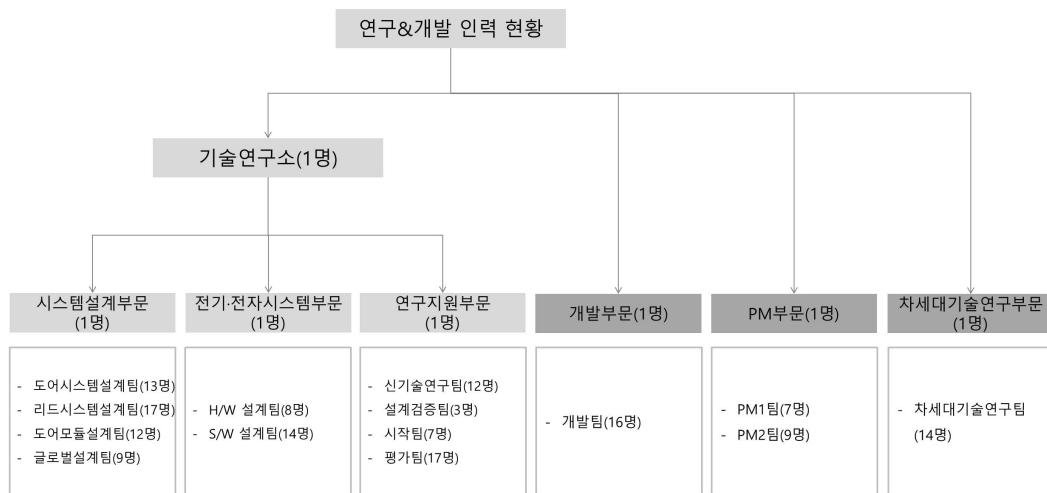 연구&개발 인력 현황
기술연구소(1명)
시스템설계부문
(1명)
전기·전자시스템부문
(1명)
연구지원부문
(1명)
개발부문(1명)
PM부문(1명)
차세대기술연구부문
(1명)
- 도어시스템설계팀(13명)
- 리드시스템설계팀(17명)
- 도어모듈설계팀(12명)
- 글로벌설계팀(9명)
- H/W 설계팀(8명)
- S/W 설계팀(14명)
- 신기술연구팀(12명)
- 설계검증팀(3명)
- 시작팀(7명)
- 평가팀(17명)
- 개발팀(16명)
- PM1팀(7명)
- PM2팀(9명)
- 차세대기술연구팀
(14명)